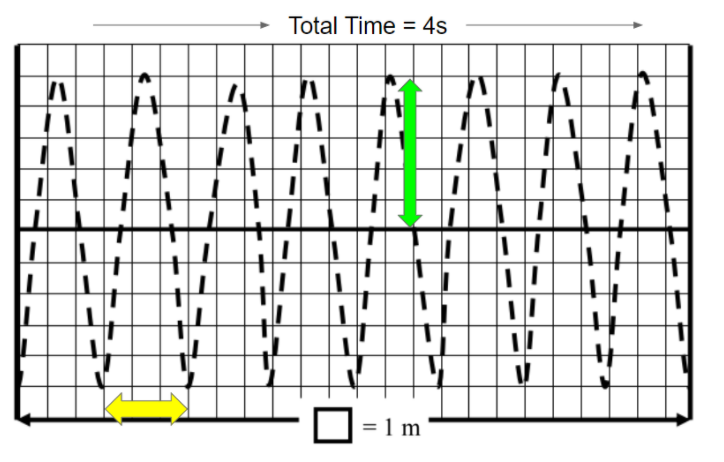 Total Time = 4s
= 1 m